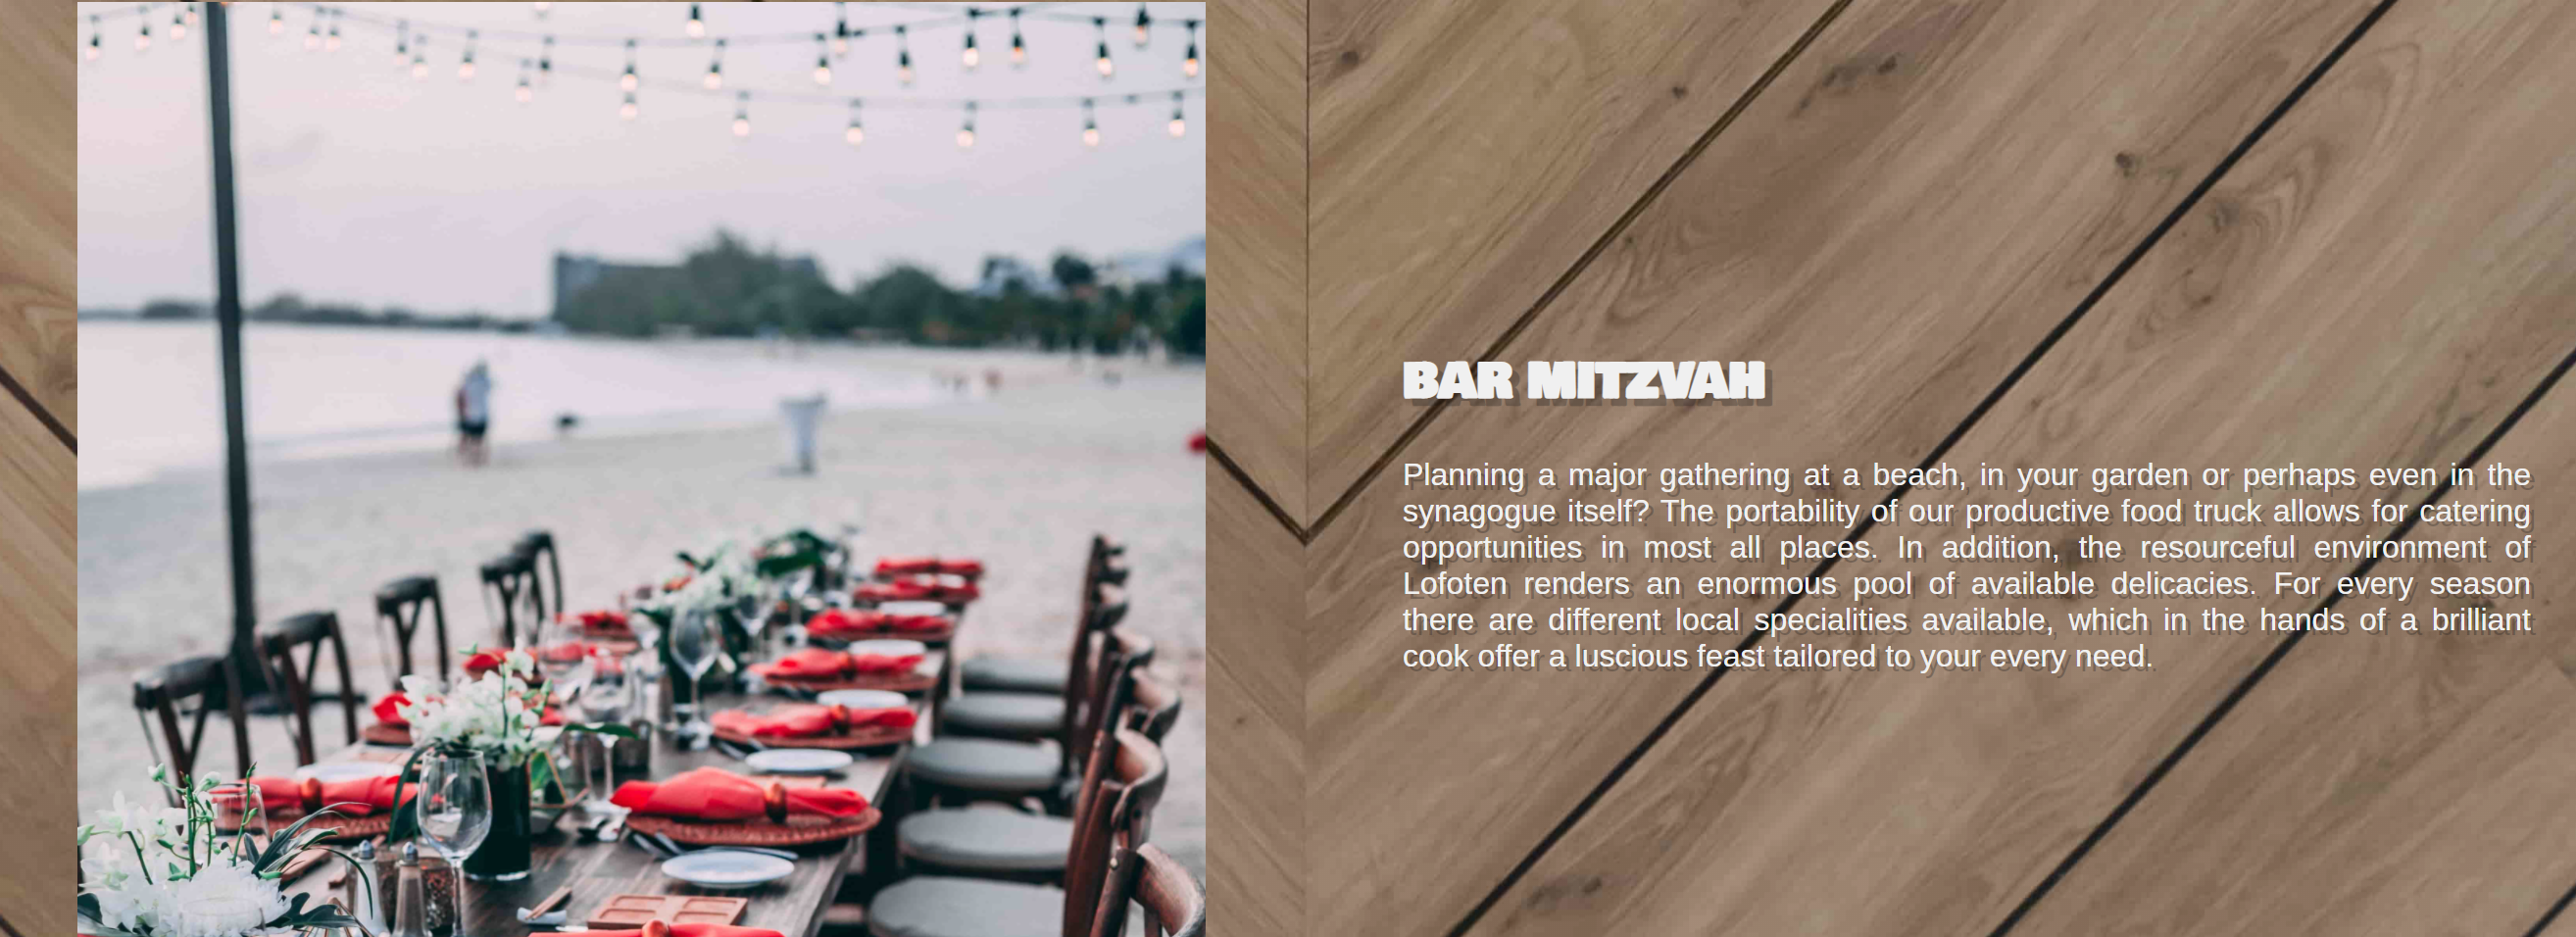 BAR MITZVAH
Planning a major gathering at a beach, in your garden or perhaps even in the
synagogue itself? The portability of our productive food truck allows for catering
opportunities in most all places. In addition, the resourceful environment of
Lofoten renders an enormous pool of available delicacies. For every season
there are different local specialities available, which in the hands of a brilliant
cook offer a luscious feast tailored to your every need.